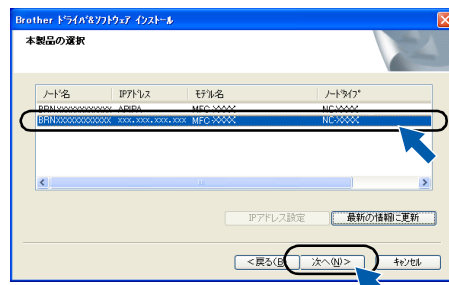 Brother ドライバ&ソフトウェア インストール
本製品の選択
ノード名 IPアドレス モデル名 ノードタイプ
BRNXXXXXXXXXXXX APIPA MFC-XXXX NC-XXXX
BRNXXXXXXXXXXXX xxx.xxx.xxx.xxx MFC-XXXX NC-XXXX
IPアドレス設定 最新の情報に更新
<戻る(B) 次へ(N)> キャンセル